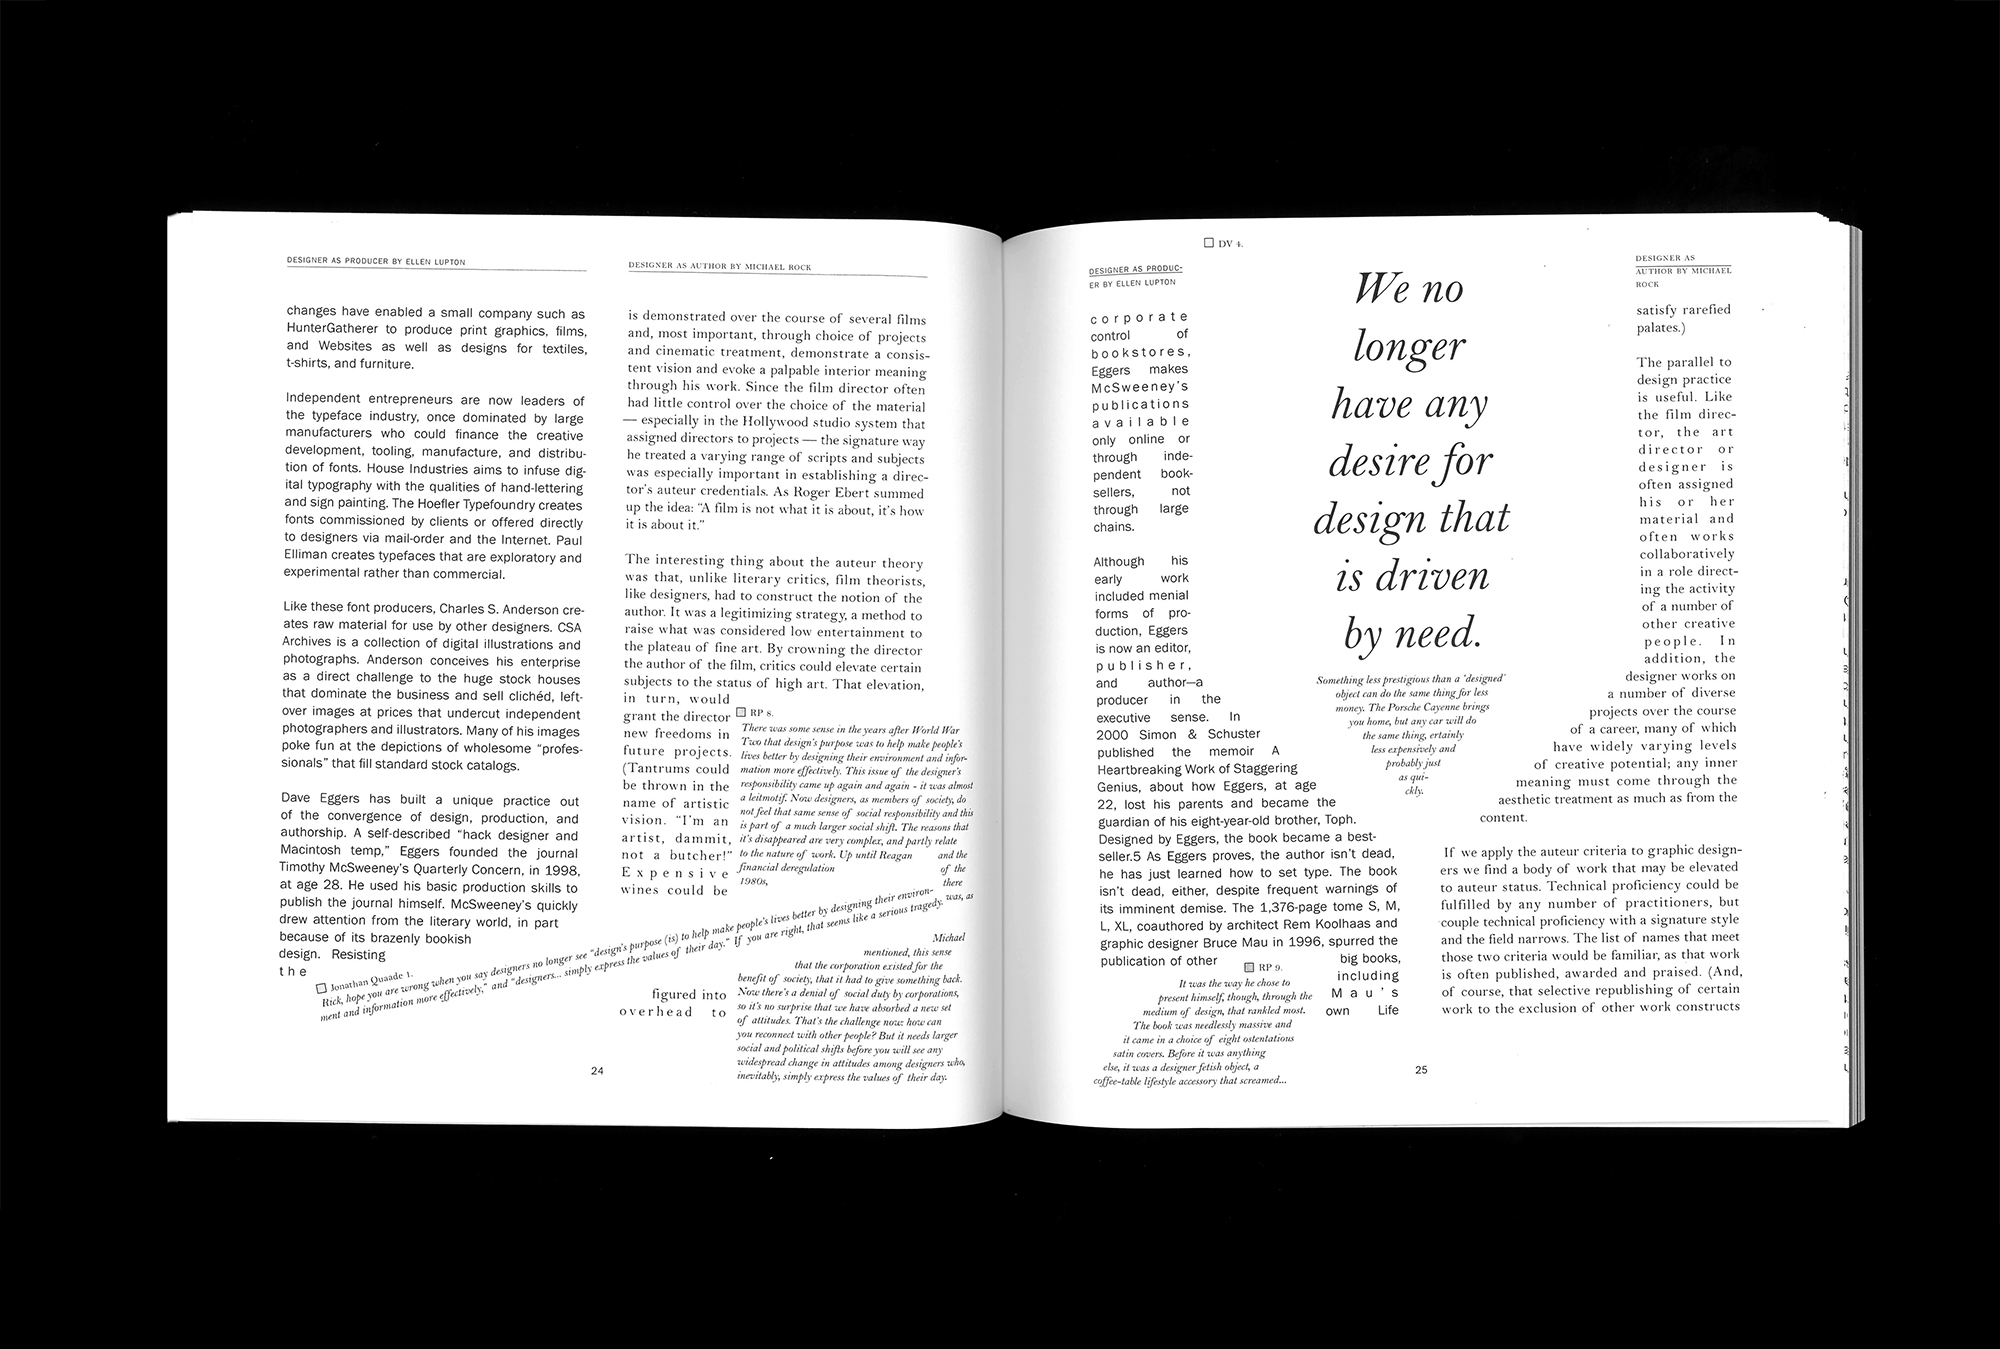 DESIGNER AS PRODUCER BY ELLEN LUPTON
changes have enabled a small company such as
HunterGatherer to produce print graphics, films,
and Websites as well as designs for textiles,
t-shirts, and furniture.
Independent entrepreneurs are now leaders of
the typeface industry, once dominated by large
manufacturers who could finance the creative
development, tooling, manufacture, and distribu-
tion of fonts. House Industries aims to infuse dig-
ital typography with the qualities of hand-lettering
and sign painting. The Hoefler Typefoundry creates
fonts commissioned by clients or offered directly
to designers via mail-order and the Internet. Paul
Elliman creates typefaces that are exploratory and
experimental rather than commercial.
Like these font producers, Charles S. Anderson cre-
ates raw material for use by other designers. CSA
Archives is a collection of digital illustrations and
photographs. Anderson conceives his enterprise
as a direct challenge to the huge stock houses
that dominate the business and sell clichéd, left-
over images at prices that undercut independent
photographers and illustrators. Many of his images
poke fun at the depictions of wholesome “profes-
sionals” that fill standard stock catalogs.
Dave Eggers has built a unique practice out
of the convergence of design, production, and
authorship. A self-described “hack designer and
Macintosh temp,” Eggers founded the journal
Timothy McSweeney’s Quarterly Concern, in 1998,
at age 28. He used his basic production skills to
publish the journal himself. McSweeney’s quickly
drew attention from the literary world, in part
because of its brazenly bookish
design. Resisting
the
Jonathan Quaade 1.
Rick, hope you are wrong when you say designers no longer see "design's purpose (is) to help make people's lives better by designing their environ-
ment and information more effectively," and "designers... simply express the values of their day." If you are right, that seems like a serious tragedy.
DESIGNER AS AUTHOR BY MICHAEL ROCK
is demonstrated over the course of several films
and, most important, through choice of projects
and cinematic treatment, demonstrate a consis-
tent vision and evoke a palpable interior meaning
through his work. Since the film director often
had little control over the choice of the material
— especially in the Hollywood studio system that
assigned directors to projects — the signature way
he treated a varying range of scripts and subjects
was especially important in establishing a direc-
tor’s auteur credentials. As Roger Ebert summed
up the idea: “A film is not what it is about, it’s how
it is about it.”
The interesting thing about the auteur theory
was that, unlike literary critics, film theorists,
like designers, had to construct the notion of the
author. It was a legitimizing strategy, a method to
raise what was considered low entertainment to
the plateau of fine art. By crowning the director
the author of the film, critics could elevate certain
subjects to the status of high art. That elevation,
in turn, would
grant the director
new freedoms in
future projects.
(Tantrums could
be thrown in the
name of artistic
vision. “I’m an
artist, dammit,
not a butcher!”
Expensive
wines could be
figured into
overhead to
RP 8.
There was some sense in the years after World War
Two that design's purpose was to help make people's
lives better by designing their environment and infor-
mation more effectively. This issue of the designer's
responsibility came up again and again - it was almost
a leitmotif. Now designers, as members of society, do
not feel that same sense of social responsibility and this
is part of a much larger social shift. The reasons that
it's disappeared are very complex, and partly relate
to the nature of work. Up until Reagan and the
financial deregulation of the
1980s, there
was, as
Michael
mentioned, this sense
that the corporation existed for the
benefit of society, that it had to give something back.
Now there's a denial of social duty by corporations,
so it's no surprise that we have absorbed a new set
of attitudes. That's the challenge now: how can
you reconnect with other people? But it needs larger
social and political shifts before you will see any
widespread change in attitudes among designers who,
inevitably, simply express the values of their day.
24
DESIGNER AS PRODUC-
ER BY ELLEN LUPTON
corporate
control of
bookstores,
Eggers makes
McSweeney’s
publications
available
only online or
through inde-
pendent book-
sellers, not
through large
chains.
Although his
early work
included menial
forms of pro-
duction, Eggers
is now an editor,
publisher,
and author—a
producer in the
executive sense. In
2000 Simon & Schuster
published the memoir A
Heartbreaking Work of Staggering
Genius, about how Eggers, at age
22, lost his parents and became the
guardian of his eight-year-old brother, Toph.
Designed by Eggers, the book became a best-
seller.5 As Eggers proves, the author isn’t dead,
he has just learned how to set type. The book
isn’t dead, either, despite frequent warnings of
its imminent demise. The 1,376-page tome S, M,
L, XL, coauthored by architect Rem Koolhaas and
graphic designer Bruce Mau in 1996, spurred the
publication of other big books,
including
Mau’s
own Life
RP 9.
It was the way he chose to
present himself, though, through the
medium of design, that rankled most.
The book was needlessly massive and
it came in a choice of eight ostentatious
satin covers. Before it was anything
else, it was a designer fetish object, a
coffee-table lifestyle accessory that screamed...
DV 4.
We no
longer
have any
desire for
design that
is driven
by need.
Something less prestigious than a 'designed'
object can do the same thing for less
money. The Porsche Cayenne brings
you home, but any car will do
the same thing, ertainly
less expensively and
probably just
as qui-
ckly.
DESIGNER AS
AUTHOR BY MICHAEL
ROCK
satisfy rarefied
palates.)
The parallel to
design practice
is useful. Like
the film direc-
tor, the art
director or
designer is
often assigned
his or her
material and
often works
collaboratively
in a role direct-
ing the activity
of a number of
other creative
people. In
addition, the
designer works on
a number of diverse
projects over the course
of a career, many of which
have widely varying levels
of creative potential; any inner
meaning must come through the
aesthetic treatment as much as from the
content.
If we apply the auteur criteria to graphic design-
ers we find a body of work that may be elevated
to auteur status. Technical proficiency could be
fulfilled by any number of practitioners, but
couple technical proficiency with a signature style
and the field narrows. The list of names that meet
those two criteria would be familiar, as that work
is often published, awarded and praised. (And,
of course, that selective republishing of certain
work to the exclusion of other work constructs
25